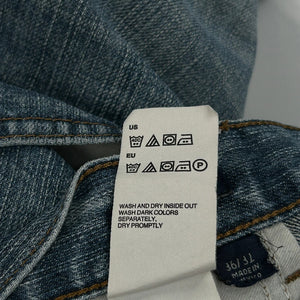 US
EU
P
WASH AND DRY INSIDE OUT
WASH DARK COLORS
SEPARATELY,
DRY PROMPTLY
36/31
MADE IN